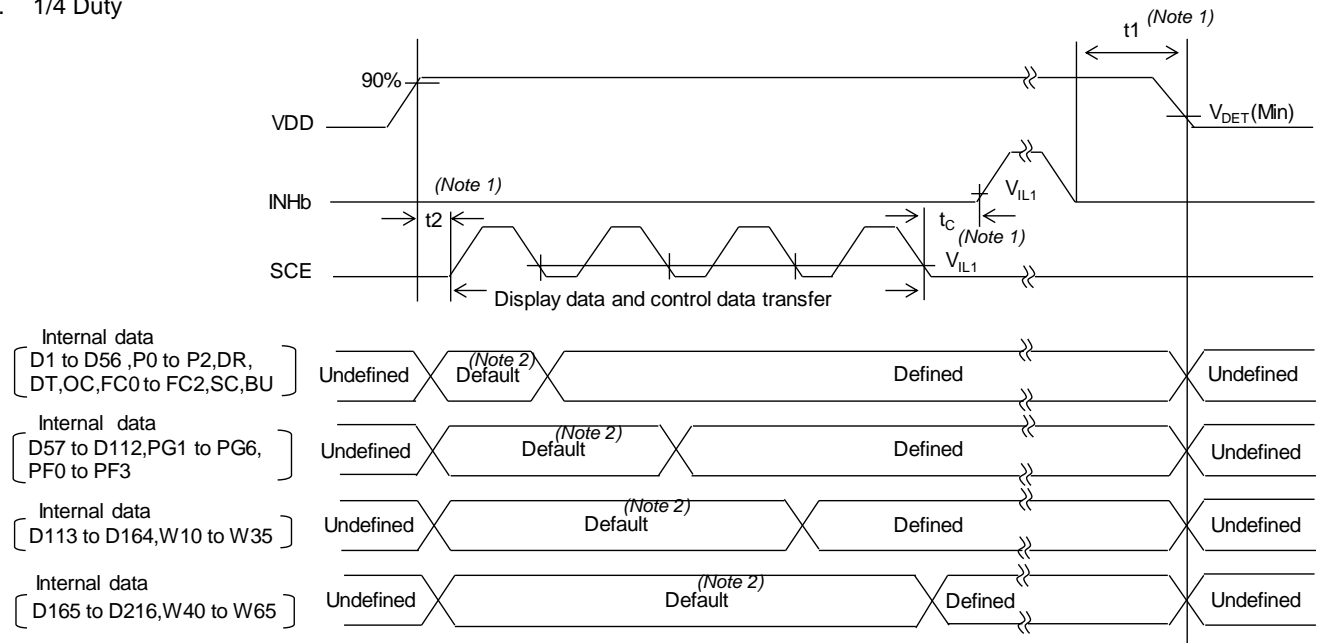 . 1/4 Duty
t1 (Note 1)
90%
VDD
VDET(Min)
(Note 1)
INHb
VIL1
t2
tC
(Note 1)
SCE
VIL1
Display data and control data transfer
Internal data
D1 to D56 ,P0 to P2,DR,
DT,OC,FC0 to FC2,SC,BU
Undefined
(Note 2)
Default
Defined
Undefined
Internal data
D57 to D112,PG1 to PG6,
PF0 to PF3
Undefined
(Note 2)
Default
Defined
Undefined
Internal data
D113 to D164,W10 to W35
Undefined
(Note 2)
Default
Defined
Undefined
Internal data
D165 to D216,W40 to W65
Undefined
(Note 2)
Default
Defined
Undefined